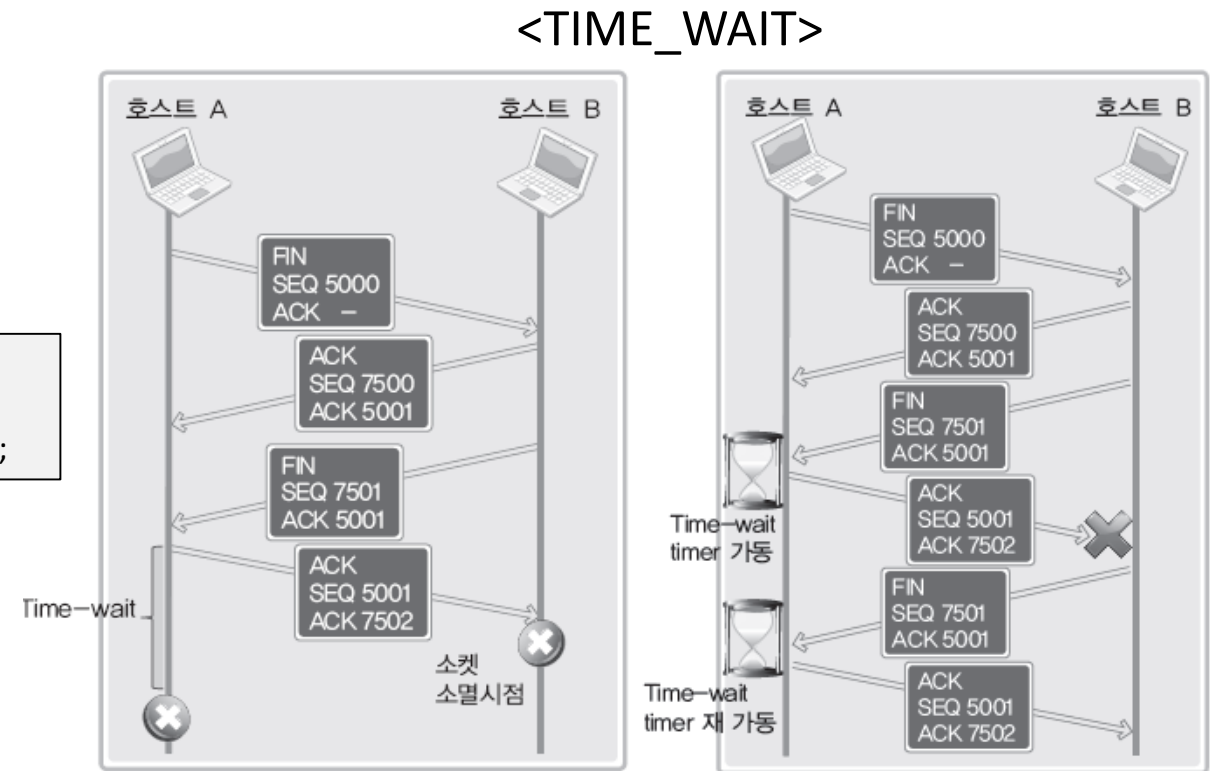 <TIME_WAIT>
;
호스트 A
호스트 B
FIN
SEQ 5000
ACK －
ACK
SEQ 7500
ACK 5001
FIN
SEQ 7501
ACK 5001
ACK
SEQ 5001
ACK 7502
Time－wait
소켓
소멸시점
호스트 A
호스트 B
FIN
SEQ 5000
ACK －
ACK
SEQ 7500
ACK 5001
FIN
SEQ 7501
ACK 5001
Time－wait
timer 가동
ACK
SEQ 5001
ACK 7502
FIN
SEQ 7501
ACK 5001
Time－wait
timer 재 가동
ACK
SEQ 5001
ACK 7502